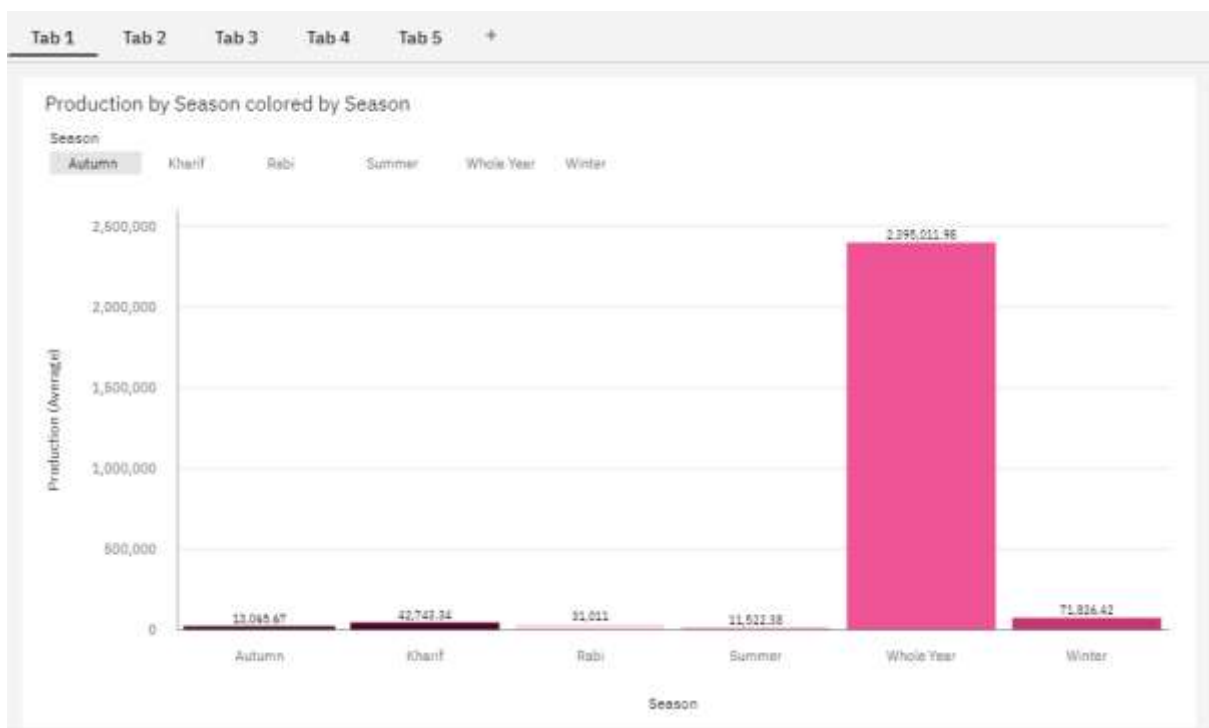 Tab 1 Tab 2 Tab 3 Tab 4 Tab 5 +
Production by Season colored by Season
Season
Autumn Kharif Rabi Summer Whole Year Winter
2,500,000
2,395,011.98
2,000,000
1,500,000
Production (Average)
1,000,000
500,000
13,065.67 42,743.34 31,011 11,522.38 71,826.42
0
Autumn Kharif Rabi Summer Whole Year Winter
Season